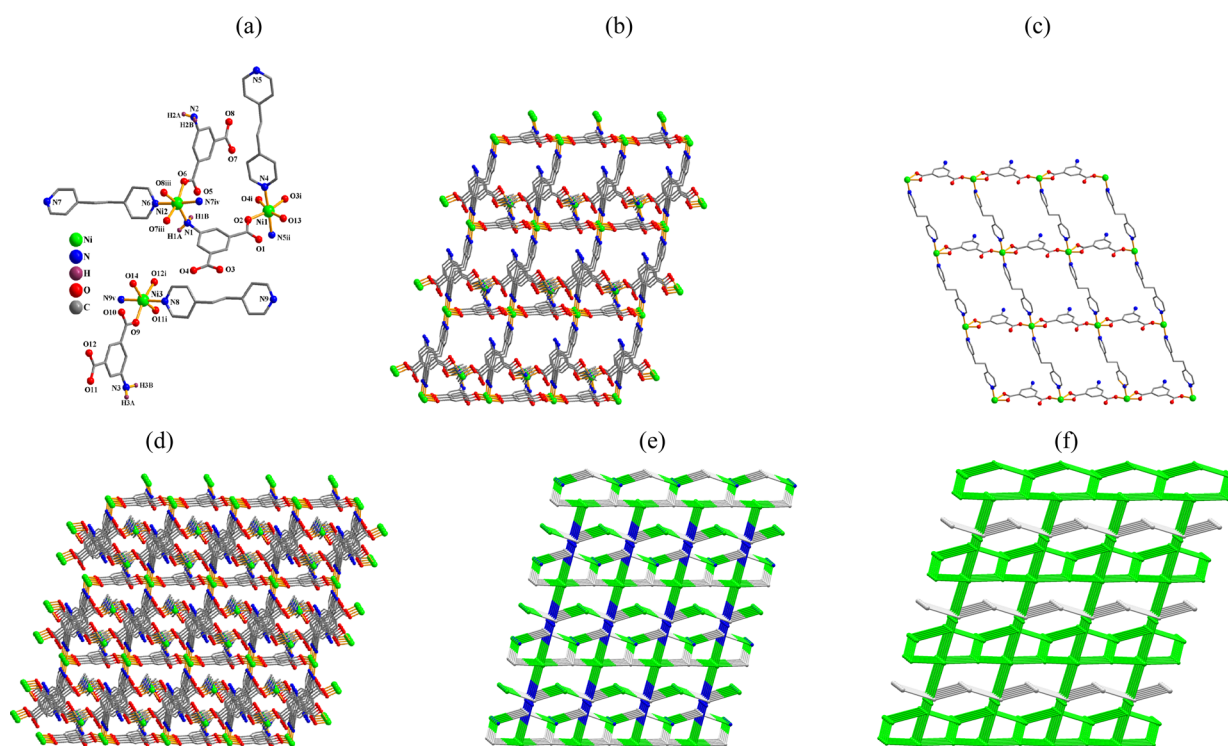 (a)
(b)
(c)
N5
N2
H2A
H2B
O8
O7
O6
O8iii
O5
N4
N7
N6
N7iv
O4i
O3i
Ni2
H1B
O2
O13
O7iii
H1A
N1
Ni1
O1
N5ii
Ni
N
H
O
C
O4
O3
O14
O12i
Ni3
N9v
N8
N9
O10
O11i
O9
O12
O11
N3
H3B
H3A
(d)
(e)
(f)